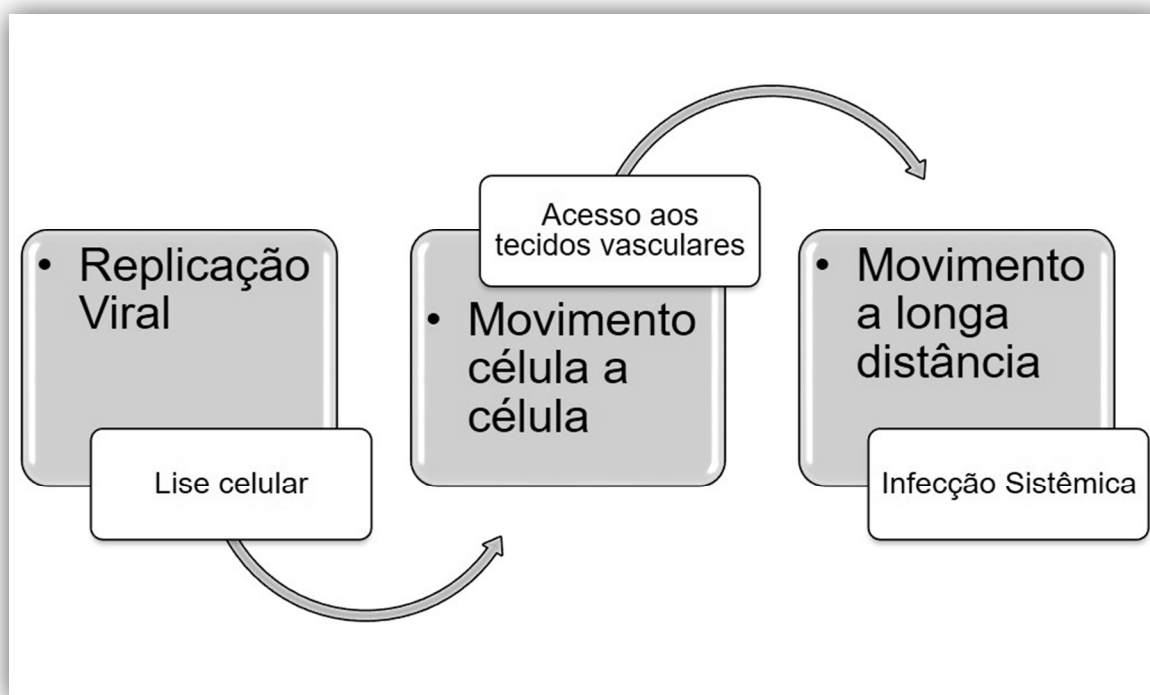 • Replicação
Viral
Lise celular
Acesso aos
tecidos vasculares
• Movimento
célula a
célula
• Movimento
a longa
distância
Infecção Sistêmica